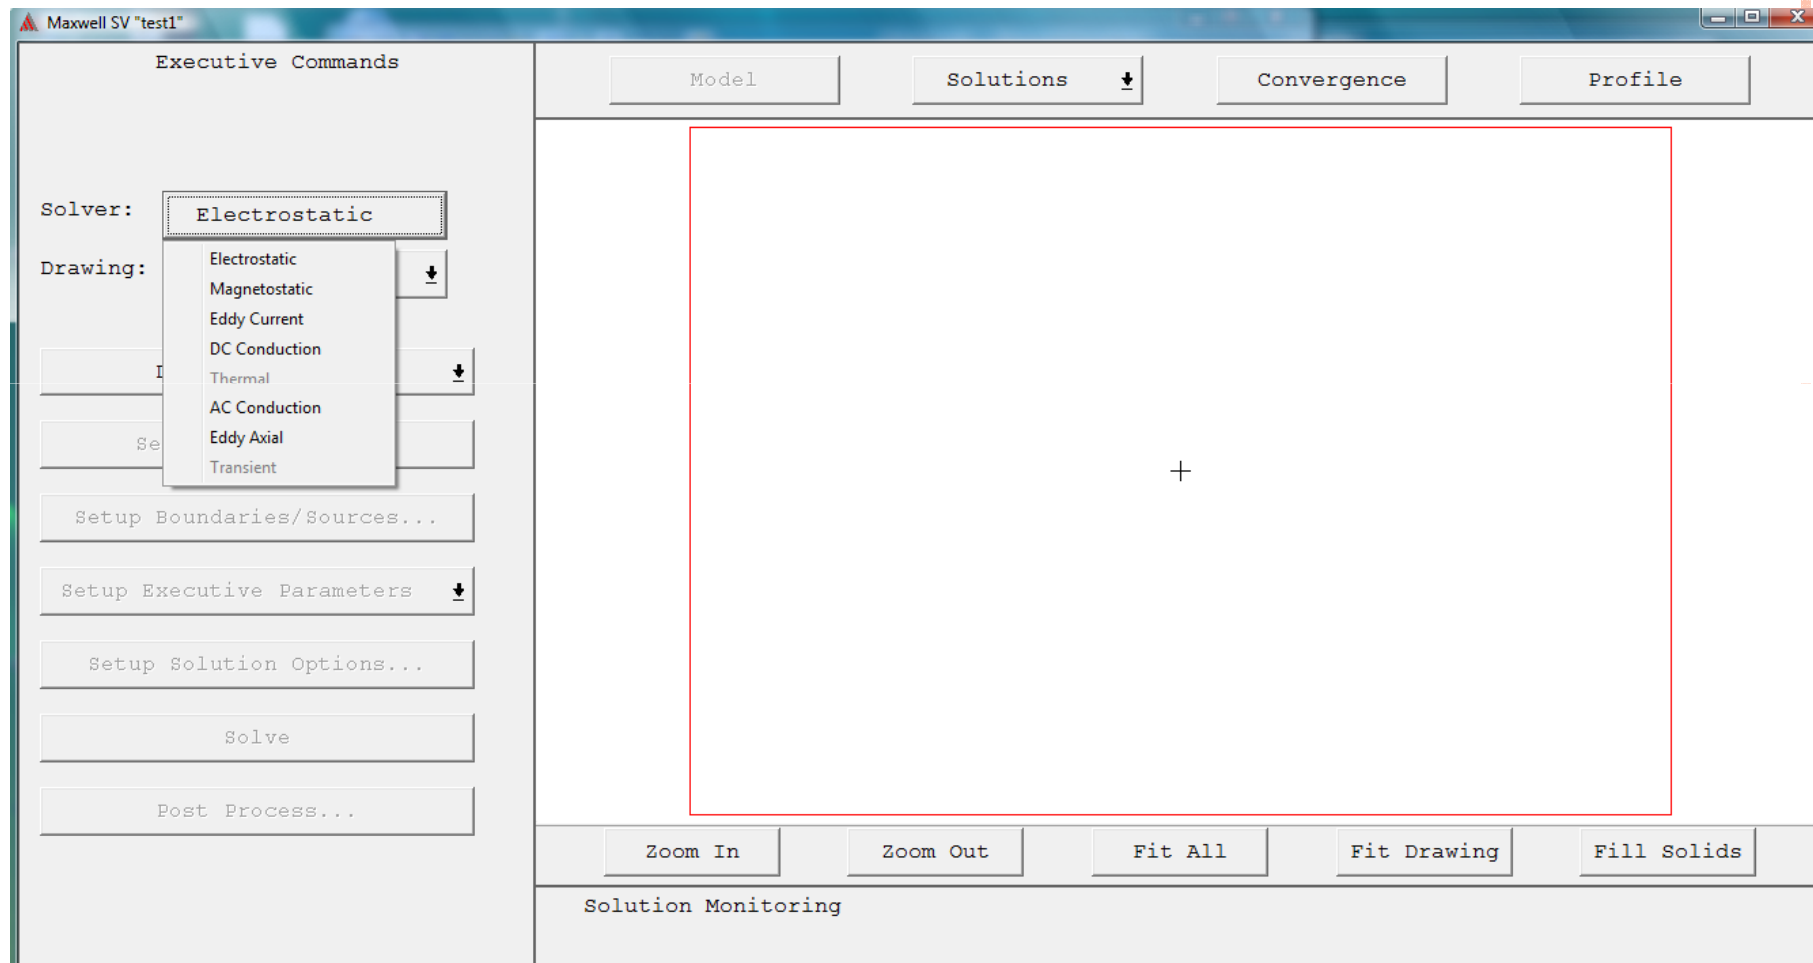 Maxwell SV "test1"
Executive Commands
Model
Solutions
Convergence
Profile
Solver:
Electrostatic
Drawing:
Electrostatic
Magnetostatic
Eddy Current
DC Conduction
Thermal
AC Conduction
Eddy Axial
Transient
Setup Boundaries/Sources...
Setup Executive Parameters
Setup Solution Options...
Solve
Post Process...
Zoom In
Zoom Out
Fit All
Fit Drawing
Fill Solids
Solution Monitoring